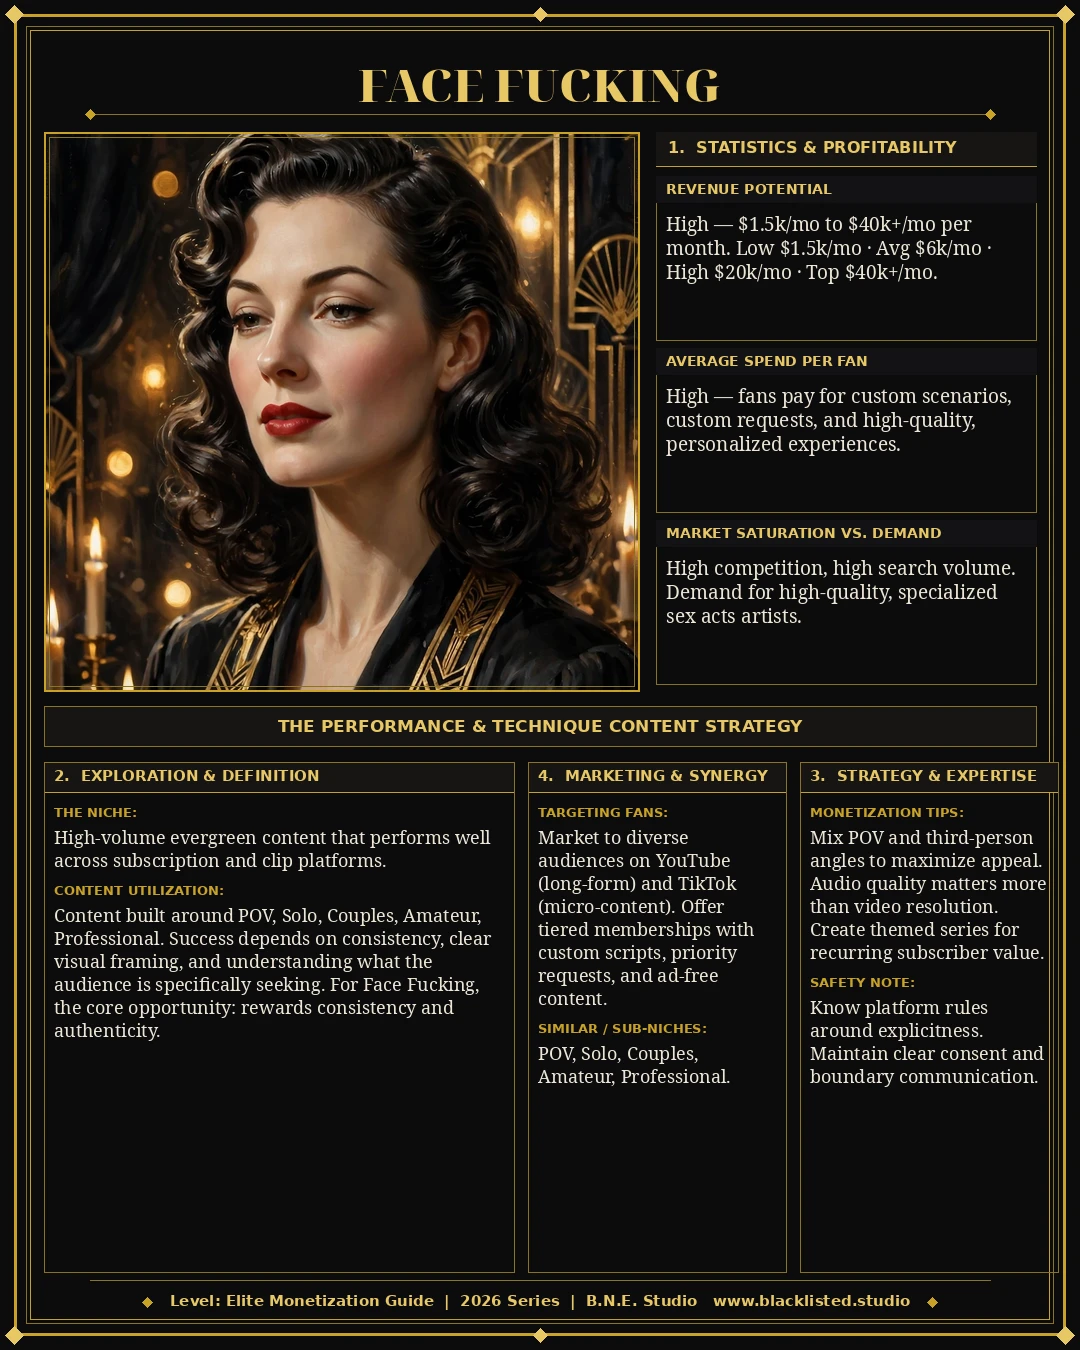 FACE FUCKING
1. STATISTICS & PROFITABILITY
REVENUE POTENTIAL
High — $1.5k/mo to $40k+/mo per
month. Low $1.5k/mo · Avg $6k/mo ·
High $20k/mo · Top $40k+/mo.
AVERAGE SPEND PER FAN
High — fans pay for custom scenarios,
custom requests, and high-quality,
personalized experiences.
MARKET SATURATION VS. DEMAND
High competition, high search volume.
Demand for high-quality, specialized
sex acts artists.
THE PERFORMANCE & TECHNIQUE CONTENT STRATEGY
2. EXPLORATION & DEFINITION
THE NICHE:
High-volume evergreen content that performs well
across subscription and clip platforms.
CONTENT UTILIZATION:
Content built around POV, Solo, Couples, Amateur,
Professional. Success depends on consistency, clear
visual framing, and understanding what the
audience is specifically seeking. For Face Fucking,
the core opportunity: rewards consistency and
authenticity.
4. MARKETING & SYNERGY
TARGETING FANS:
Market to diverse
audiences on YouTube
(long-form) and TikTok
(micro-content). Offer
tiered memberships with
custom scripts, priority
requests, and ad-free
content.
SIMILAR / SUB-NICHES:
POV, Solo, Couples,
Amateur, Professional.
3. STRATEGY & EXPERTISE
MONETIZATION TIPS:
Mix POV and third-person
angles to maximize appeal.
Audio quality matters more
than video resolution.
Create themed series for
recurring subscriber value.
SAFETY NOTE:
Know platform rules
around explicitness.
Maintain clear consent and
boundary communication.
Level: Elite Monetization Guide | 2026 Series | B.N.E. Studio www.blacklisted.studio